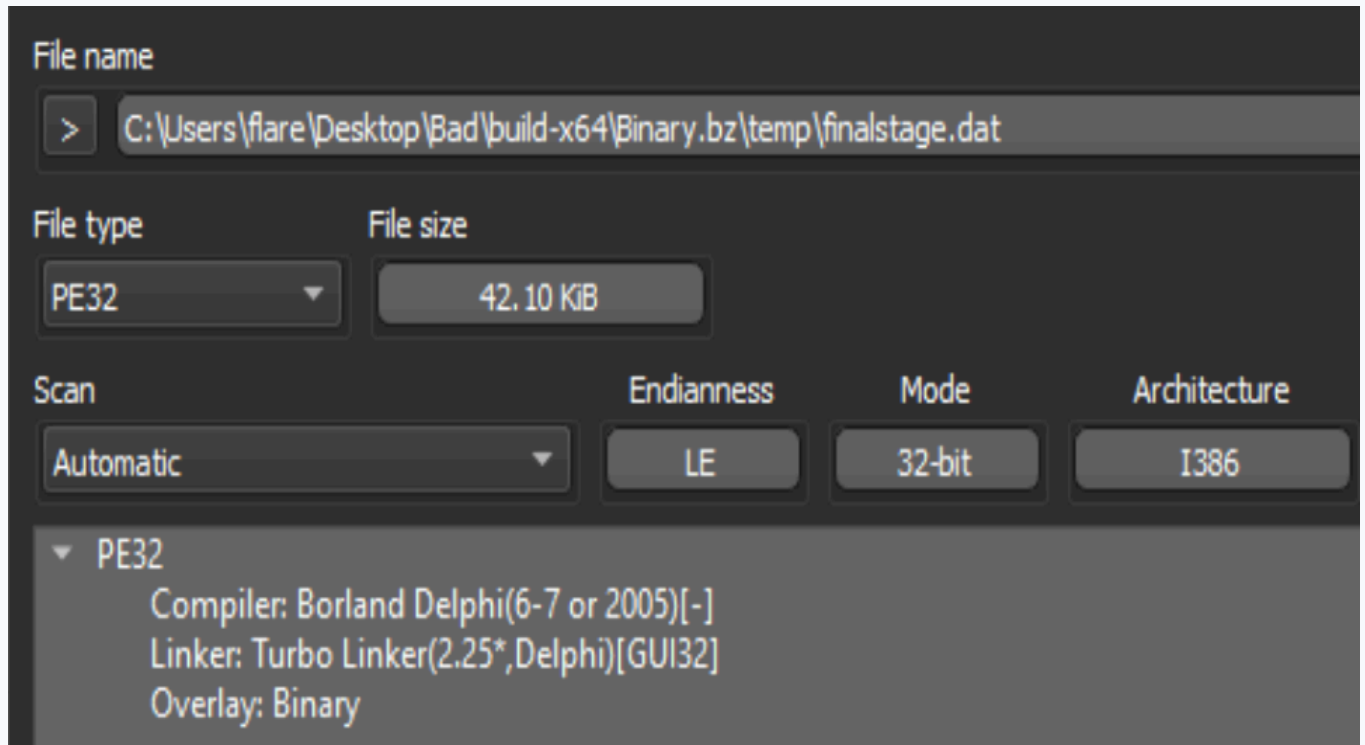 File name
> C:\Users\flare\Desktop\Bad\build-x64\Binary.bz\temp\finalstage.dat
File type File size
PE32 42.10 KiB
Scan Endianness Mode Architecture
Automatic LE 32-bit I386
PE32
Compiler: Borland Delphi(6-7 or 2005)[-]
Linker: Turbo Linker(2.25*,Delphi)[GUI32]
Overlay: Binary